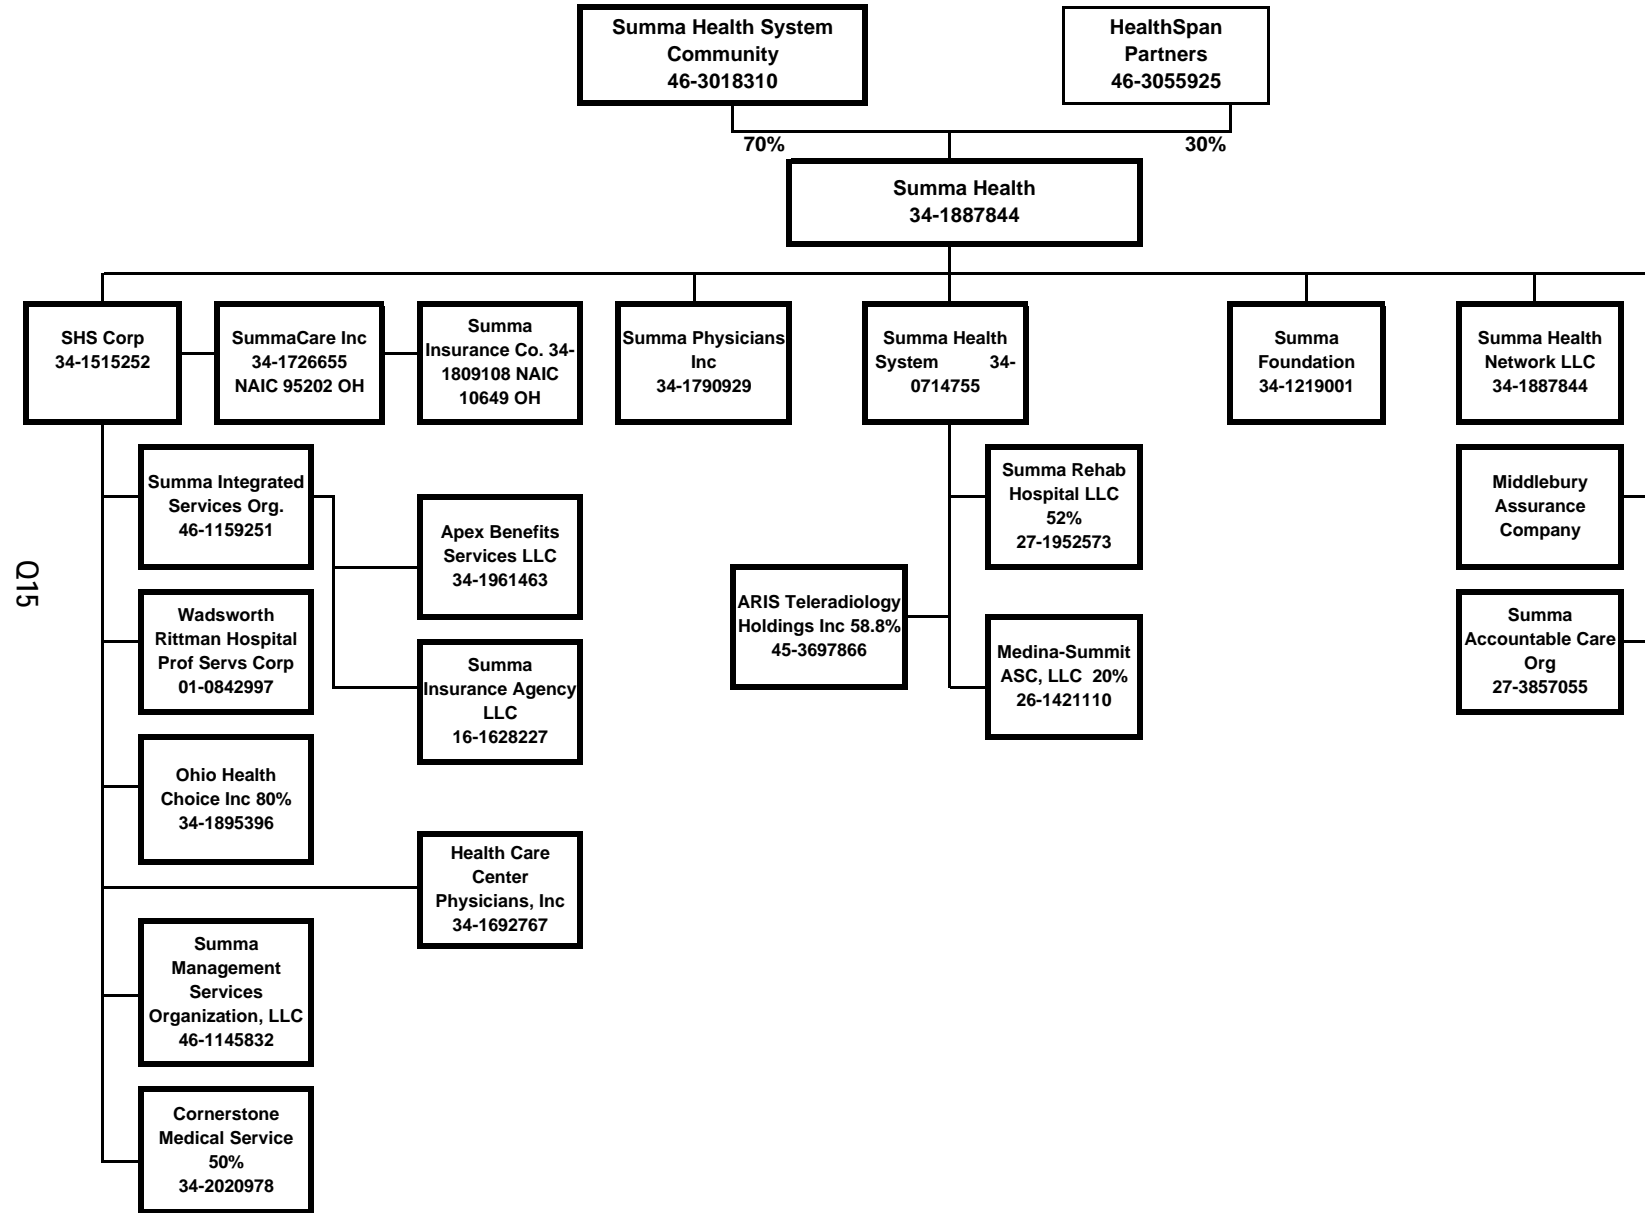 Summa Health System
Community
46-3018310
HealthSpan
Partners
46-3055925
70%
30%
Summa Health
34-1887844
SHS Corp
34-1515252
SummaCare Inc
34-1726655
NAIC 95202 OH
Summa
Insurance Co. 34-
1809108 NAIC
10649 OH
Summa Physicians
Inc
34-1790929
Summa Health
System 34-
0714755
Summa
Foundation
34-1219001
Summa Health
Network LLC
34-1887844
Summa Integrated
Services Org.
46-1159251
Apex Benefits
Services LLC
34-1961463
Summa Rehab
Hospital LLC
52%
27-1952573
Middlebury
Assurance
Company
Q15
Wadsworth
Rittman Hospital
Prof Servs Corp
01-0842997
Summa
Insurance Agency
LLC
16-1628227
ARIS Teleradiology
Holdings Inc 58.8%
45-3697866
Medina-Summit
ASC, LLC 20%
26-1421110
Summa
Accountable Care
Org
27-3857055
Ohio Health
Choice Inc 80%
34-1895396
Health Care
Center
Physicians, Inc
34-1692767
Summa
Management
Services
Organization, LLC
46-1145832
Cornerstone
Medical Service
50%
34-2020978